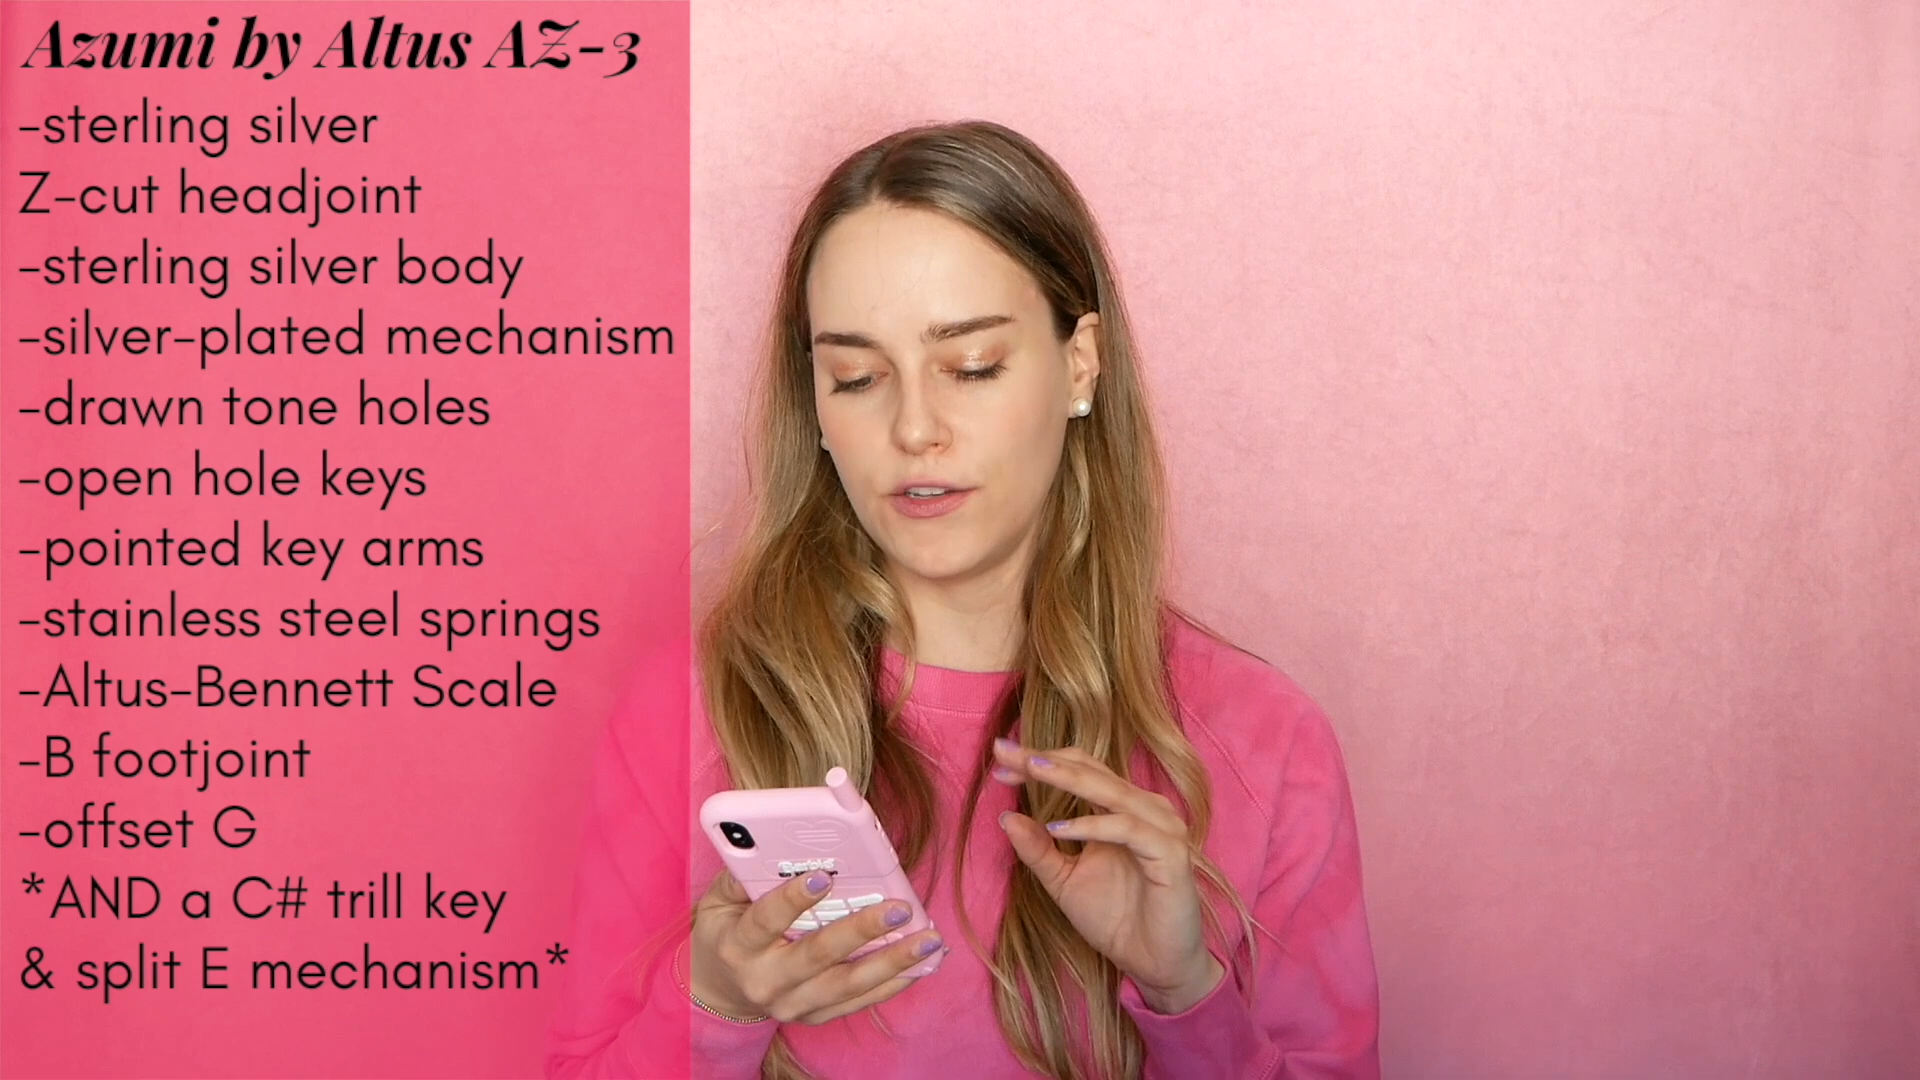 Azumi by Altus AZ-3
-sterling silver
Z-cut headjoint
-sterling silver body
-silver-plated mechanism
-drawn tone holes
-open hole keys
-pointed key arms
-stainless steel springs
-Altus-Bennett Scale
-B footjoint
-offset G
*AND a C# trill key
& split E mechanism*
Barbie